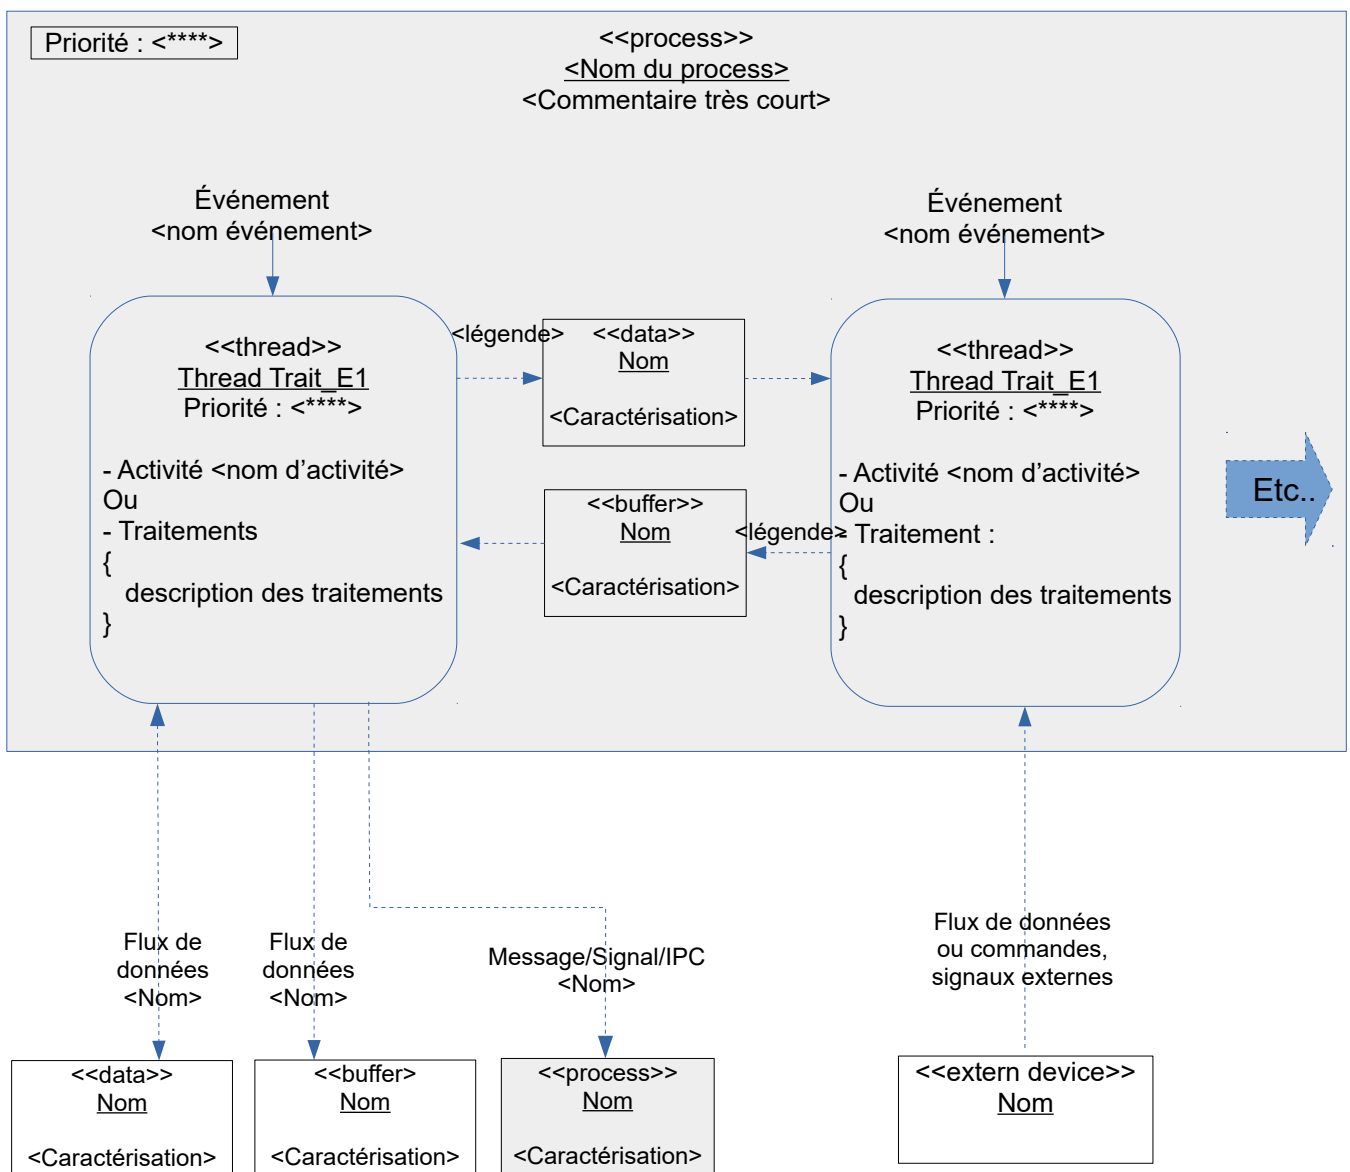 Priorité : <****>
<<process>>
<Nom du process>
<Commentaire très court>
Événement
<nom événement>
Événement
<nom événement>
<<thread>>
Thread Trait_E1
Priorité : <****>
- Activité <nom d’activité>
Ou
- Traitements
{
description des traitements
}
<légende>
<<data>>
Nom
<Caractérisation>
<<buffer>>
Nom
<Caractérisation>
<légende>
<<thread>>
Thread Trait_E1
Priorité : <****>
- Activité <nom d’activité>
Ou
- Traitement :
{
description des traitements
}
Etc..
Flux de
données
<Nom>
Flux de
données
<Nom>
Message/Signal/IPC
<Nom>
Flux de données
ou commandes,
signaux externes
<<data>>
Nom
<Caractérisation>
<<buffer>
Nom
<Caractérisation>
<<process>>
Nom
<Caractérisation>
<<extern device>>
Nom